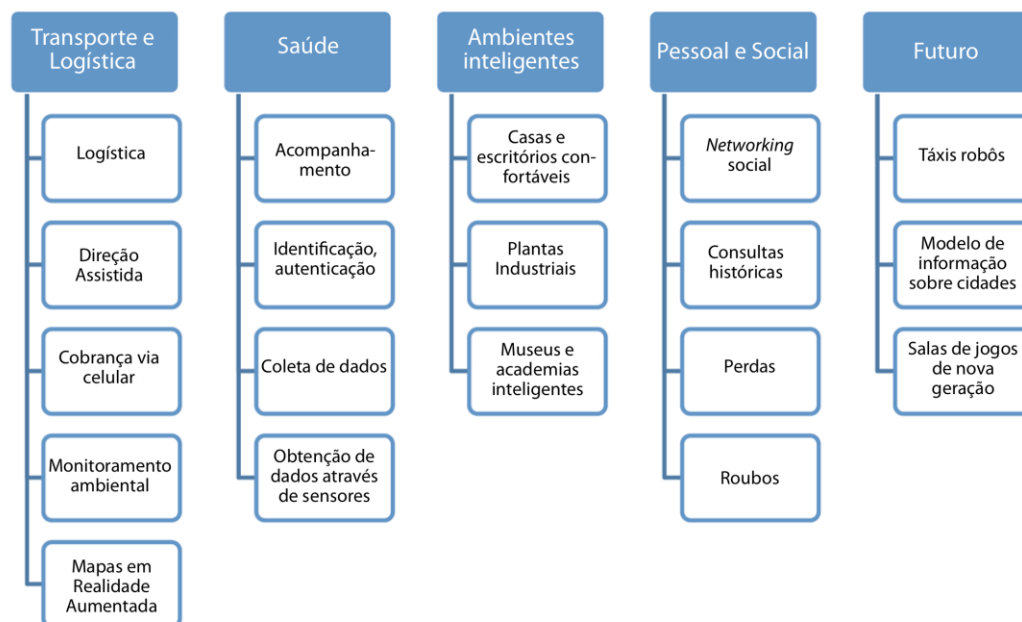 Transporte e
Logística
Logística
Direção
Assistida
Cobrança via
celular
Monitoramento
ambiental
Mapas em
Realidade
Aumentada
Saúde
Acompanha-
mento
Identificação,
autenticação
Coleta de dados
Obtenção de
dados através
de sensores
Ambientes
inteligentes
Casas e
escritórios con-
fortáveis
Plantas
Industriais
Museus e
academias
inteligentes
Pessoal e Social
Networking
social
Consultas
históricas
Perdas
Roubos
Futuro
Táxis robôs
Modelo de
informação
sobre cidades
Salas de jogos
de nova
geração